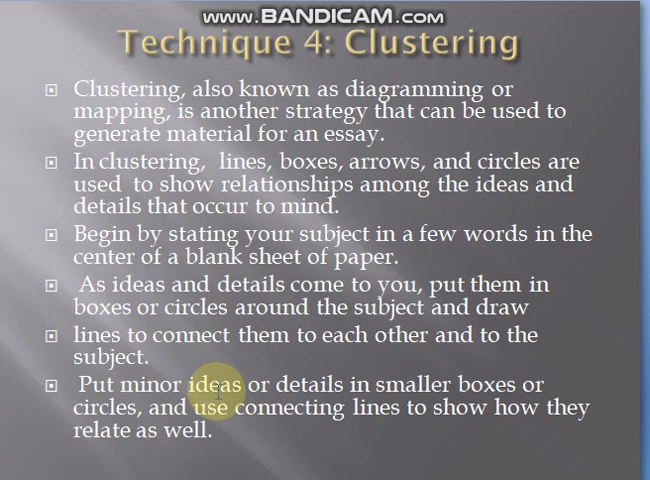 www.BANDICAM.com
Technique 4: Clustering
Clustering, also known as diagramming or
mapping, is another strategy that can be used to
generate material for an essay.
In clustering, lines, boxes, arrows, and circles are
used to show relationships among the ideas and
details that occur to mind.
Begin by stating your subject in a few words in the
center of a blank sheet of paper.
As ideas and details come to you, put them in
boxes or circles around the subject and draw
lines to connect them to each other and to the
subject.
Put minor ideas or details in smaller boxes or
circles, and use connecting lines to show how they
relate as well.